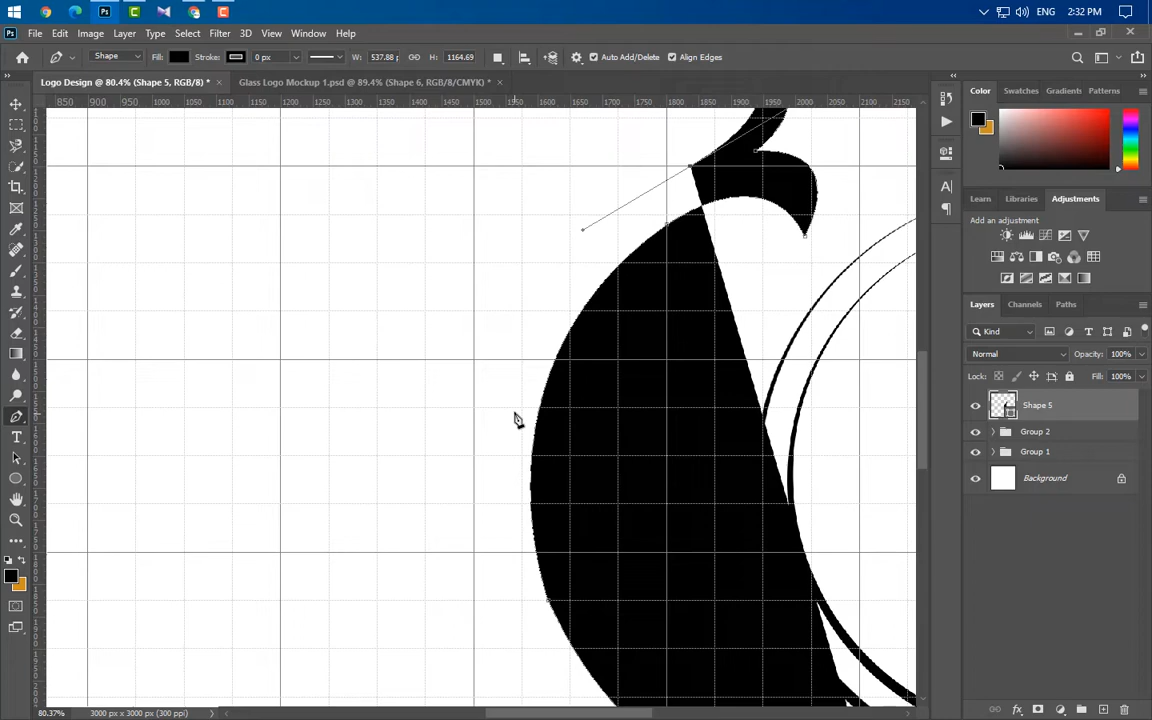 ENG 2:32 PM
Ps File Edit Image Layer Type Select Filter 3D View Window Help
Shape Fill: Stroke: 0 px W: 537.88 p H: 1164.69 Auto Add/Delete Align Edges
Logo Design @ 80.4% (Shape 5, RGB/8) * × Glass Logo Mockup 1.psd @ 89.4% (Shape 6, RGB/8/CMYK) * ×
850 900 950 1000 1050 1100 1150 1200 1250 1300 1350 1400 1450 1500 1550 1600 1650 1700 1750 1800 1850 1900 1950 2000 2050 2100 2150
Color Swatches Gradients Patterns
Learn Libraries Adjustments
Add an adjustment
Layers Channels Paths
Kind
Normal Opacity: 100%
Lock: Fill: 100%
Shape 5
Group 2
Group 1
Background
80.37% 3000 px x 3000 px (300 ppi)